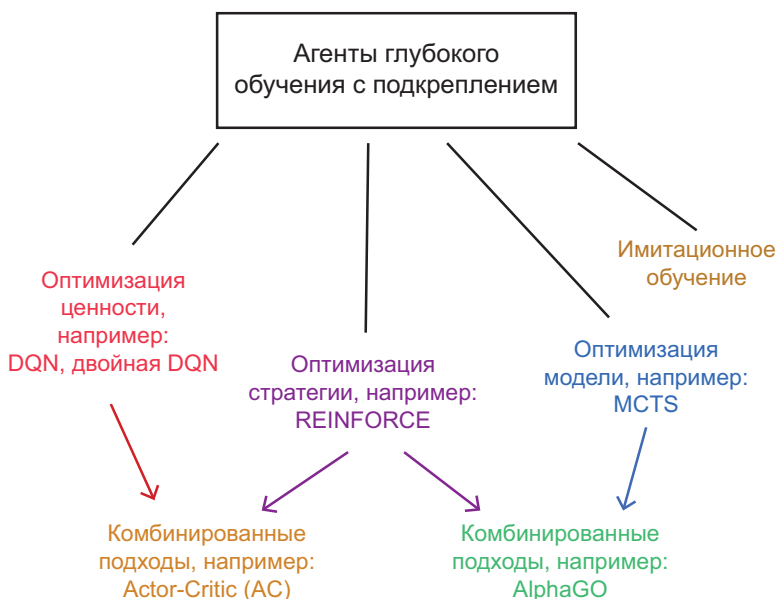 Агенты глубокого
обучения с подкреплением
Имитационное
обучение
Оптимизация
ценности,
например:
DQN, двойная DQN
Оптимизация
стратегии, например:
REINFORCE
Оптимизация
модели, например:
MCTS
Комбинированные
подходы, например:
Actor-Critic (AC)
Комбинированные
подходы, например:
AlphaGO